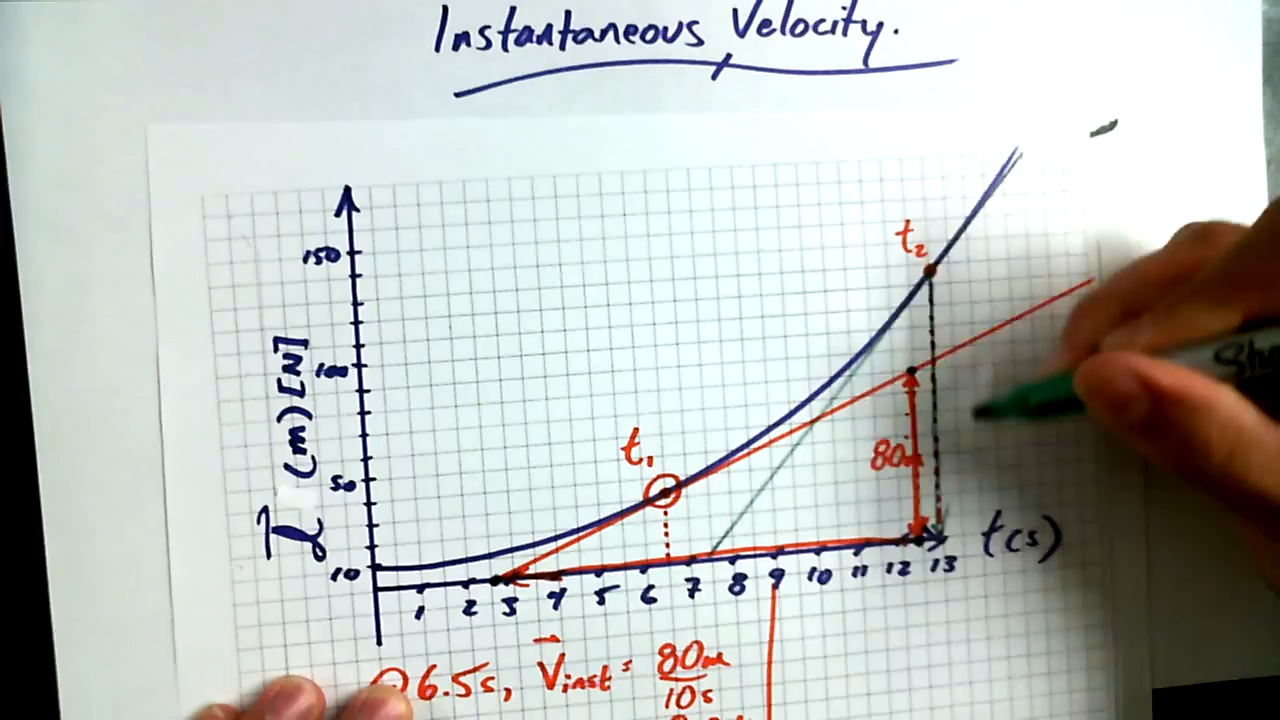 Instantaneous Velocity.
t₂
150
100
d (m) [N]
t₁
80m
50
t(s)
10
1 2 3 4 5 6 7 8 9 10 11 12 13
@6.5s, Vinst = 80m
10s